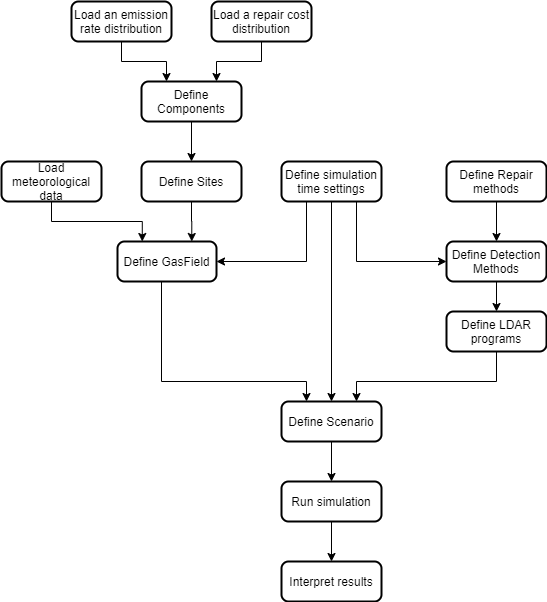 Load an emission
rate distribution
Load a repair cost
distribution
Define
Components
Load
meteorological
data
Define Sites
Define simulation
time settings
Define Repair
methods
Define GasField
Define Detection
Methods
Define LDAR
programs
Define Scenario
Run simulation
Interpret results